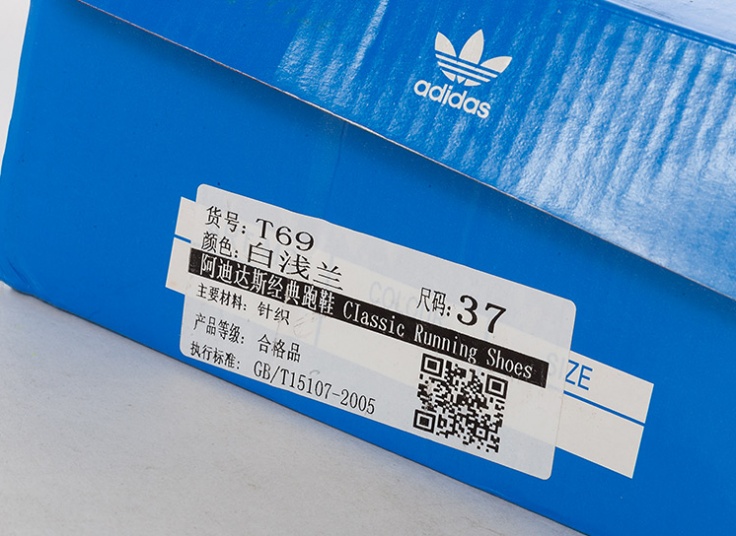 adidas
货号: T69
颜色: 白浅兰
尺码: 37
阿迪达斯经典跑鞋 Classic Running Shoes
主要材料: 针织
产品等级: 合格品
执行标准: GB/T15107-2005
COLO
SIZE